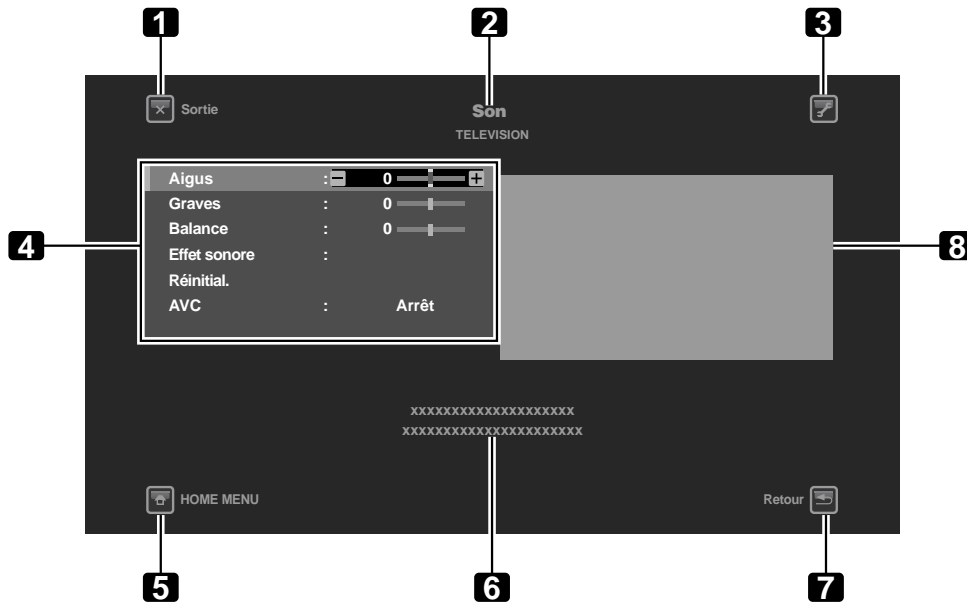 1 2 3
Sortie
Son
TELEVISION
Aigus : − 0 +
Graves : 0
Balance : 0
Effet sonore :
Réinitial.
AVC : Arrêt
4
8
xxxxxxxxxxxxxxxxxxxx
xxxxxxxxxxxxxxxxxxxxxx
HOME MENU
Retour
5 6 7